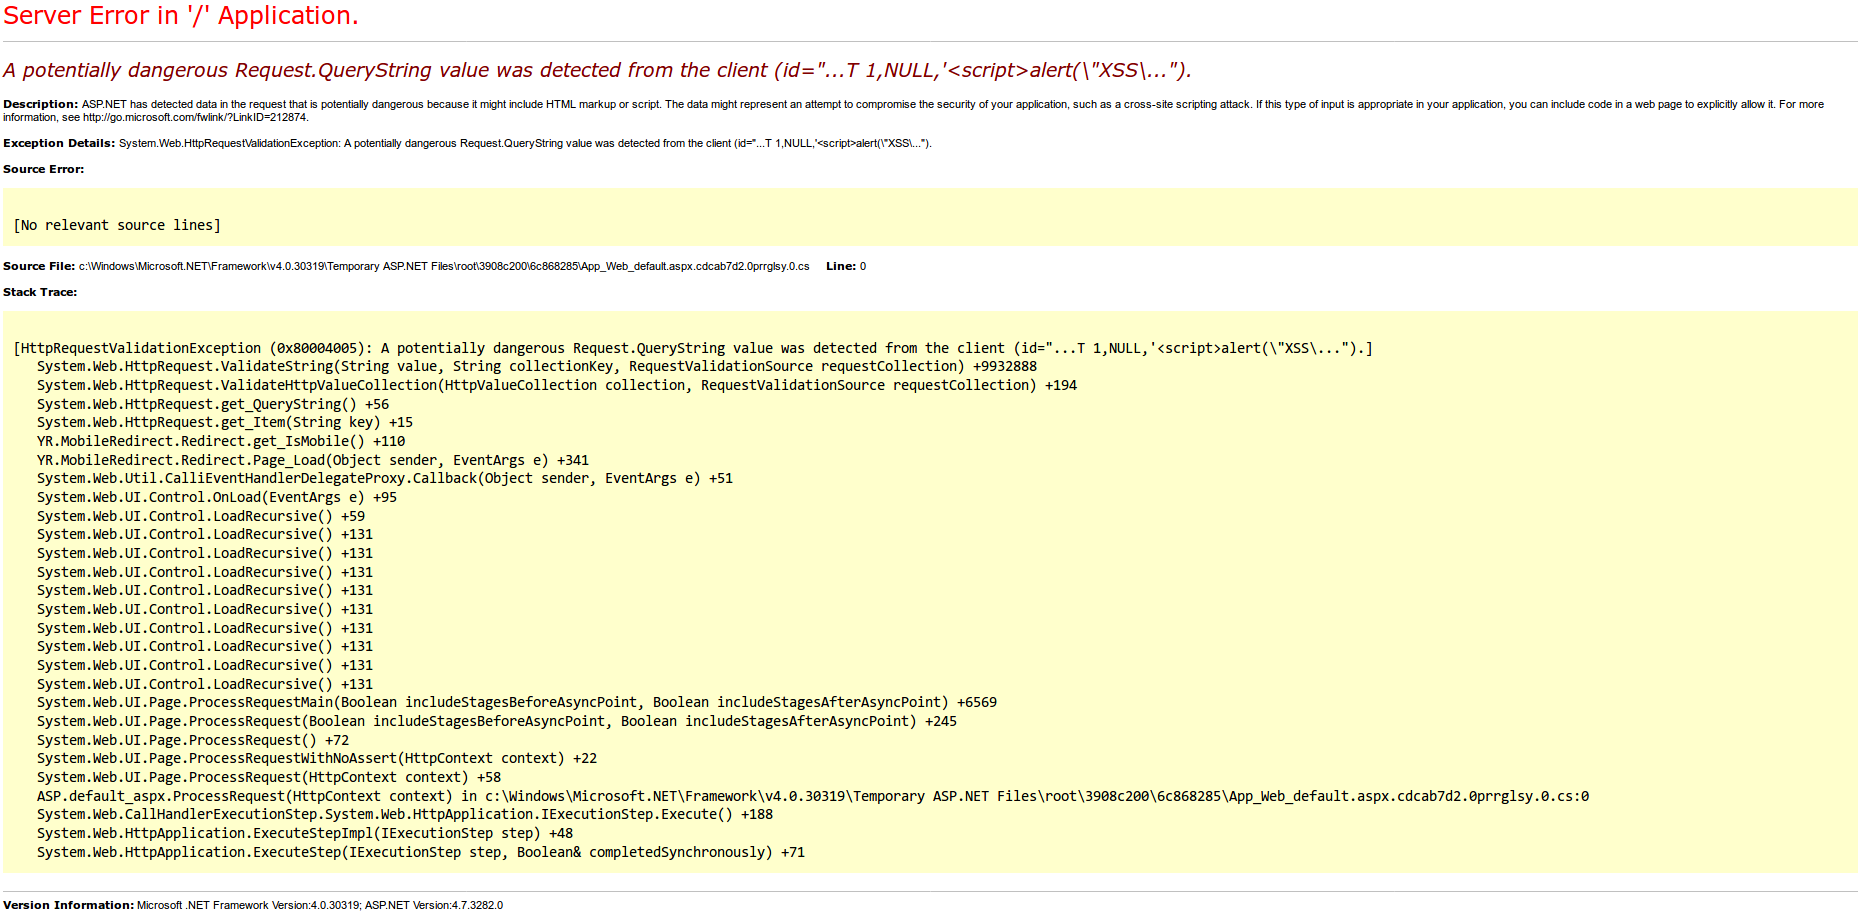 Server Error in '/' Application.
A potentially dangerous Request.QueryString value was detected from the client (id="...T 1,NULL,'<script>alert(\"XSS\...").
Description: ASP.NET has detected data in the request that is potentially dangerous because it might include HTML markup or script. The data might represent an attempt to compromise the security of your application, such as a cross-site scripting attack. If this type of input is appropriate in your application, you can include code in a web page to explicitly allow it. For more
information, see http://go.microsoft.com/fwlink/?LinkID=212874.
Exception Details: System.Web.HttpRequestValidationException: A potentially dangerous Request.QueryString value was detected from the client (id="...T 1,NULL,'<script>alert(\"XSS\...").
Source Error:
[No relevant source lines]
Source File: c:\Windows\Microsoft.NET\Framework\v4.0.30319\Temporary ASP.NET Files\root\3908c200\6c868285\App_Web_default.aspx.cdcab7d2.0prrglsy.0.cs Line: 0
Stack Trace:
[HttpRequestValidationException (0x80004005): A potentially dangerous Request.QueryString value was detected from the client (id="...T 1,NULL,'<script>alert(\"XSS\...").]
System.Web.HttpRequest.ValidateString(String value, String collectionKey, RequestValidationSource requestCollection) +9932888
System.Web.HttpRequest.ValidateHttpValueCollection(HttpValueCollection collection, RequestValidationSource requestCollection) +194
System.Web.HttpRequest.get_QueryString() +56
System.Web.HttpRequest.get_Item(String key) +15
YR.MobileRedirect.Redirect.get_IsMobile() +110
YR.MobileRedirect.Redirect.Page_Load(Object sender, EventArgs e) +341
System.Web.Util.CalliEventHandlerDelegateProxy.Callback(Object sender, EventArgs e) +51
System.Web.UI.Control.OnLoad(EventArgs e) +95
System.Web.UI.Control.LoadRecursive() +59
System.Web.UI.Control.LoadRecursive() +131
System.Web.UI.Control.LoadRecursive() +131
System.Web.UI.Control.LoadRecursive() +131
System.Web.UI.Control.LoadRecursive() +131
System.Web.UI.Control.LoadRecursive() +131
System.Web.UI.Control.LoadRecursive() +131
System.Web.UI.Control.LoadRecursive() +131
System.Web.UI.Control.LoadRecursive() +131
System.Web.UI.Control.LoadRecursive() +131
System.Web.UI.Page.ProcessRequestMain(Boolean includeStagesBeforeAsyncPoint, Boolean includeStagesAfterAsyncPoint) +6569
System.Web.UI.Page.ProcessRequest(Boolean includeStagesBeforeAsyncPoint, Boolean includeStagesAfterAsyncPoint) +245
System.Web.UI.Page.ProcessRequest() +72
System.Web.UI.Page.ProcessRequestWithNoAssert(HttpContext context) +22
System.Web.UI.Page.ProcessRequest(HttpContext context) +58
ASP.default_aspx.ProcessRequest(HttpContext context) in c:\Windows\Microsoft.NET\Framework\v4.0.30319\Temporary ASP.NET Files\root\3908c200\6c868285\App_Web_default.aspx.cdcab7d2.0prrglsy.0.cs:0
System.Web.CallHandlerExecutionStep.System.Web.HttpApplication.IExecutionStep.Execute() +188
System.Web.HttpApplication.ExecuteStepImpl(IExecutionStep step) +48
System.Web.HttpApplication.ExecuteStep(IExecutionStep step, Boolean& completedSynchronously) +71
Version Information: Microsoft .NET Framework Version:4.0.30319; ASP.NET Version:4.7.3282.0